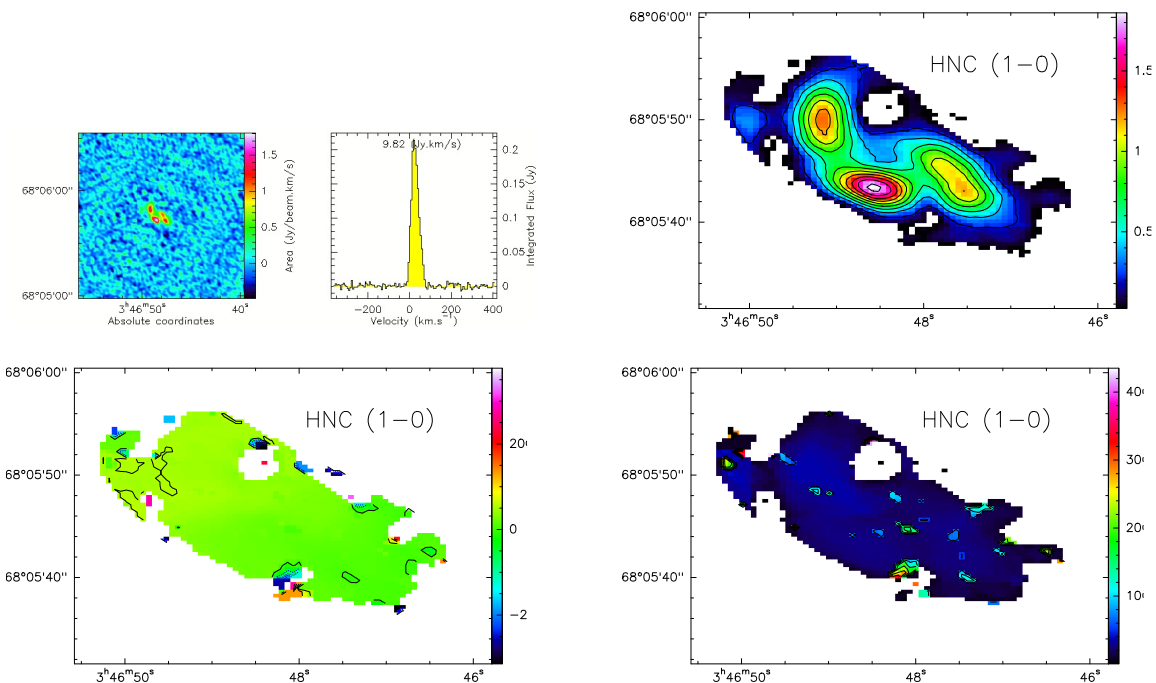 68°06'00''
68°05'00''
3ʰ46ᵐ50ˢ
40ˢ
Absolute coordinates
1.5
1
0.5
0
Area (Jy/beam.km/s)
9.82 (Jy.km/s)
0.2
0.15
0.1
0.05
0
Integrated Flux (Jy)
−200
0
200
400
Velocity (km.s⁻¹)
HNC (1−0)
68°06'00''
68°05'50''
68°05'40''
3ʰ46ᵐ50ˢ
48ˢ
46ˢ
1.5
1
0.5
HNC (1−0)
68°06'00''
68°05'50''
68°05'40''
3ʰ46ᵐ50ˢ
48ˢ
46ˢ
20
0
−2
HNC (1−0)
68°06'00''
68°05'50''
68°05'40''
3ʰ46ᵐ50ˢ
48ˢ
46ˢ
40
30
20
10